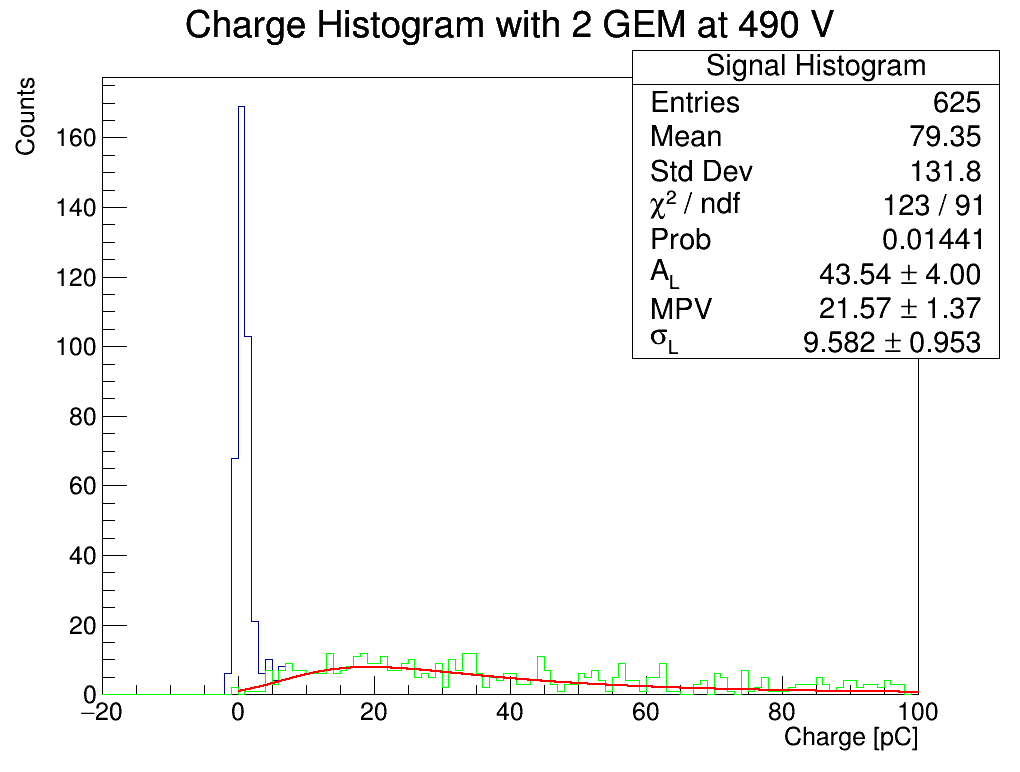 Charge Histogram with 2 GEM at 490 V
Counts
Signal Histogram
Entries 625
Mean 79.35
Std Dev 131.8
χ² / ndf 123 / 91
Prob 0.01441
A_L 43.54 ± 4.00
MPV 21.57 ± 1.37
σ_L 9.582 ± 0.953
160
140
120
100
80
60
40
20
0
−20 0 20 40 60 80 100
Charge [pC]